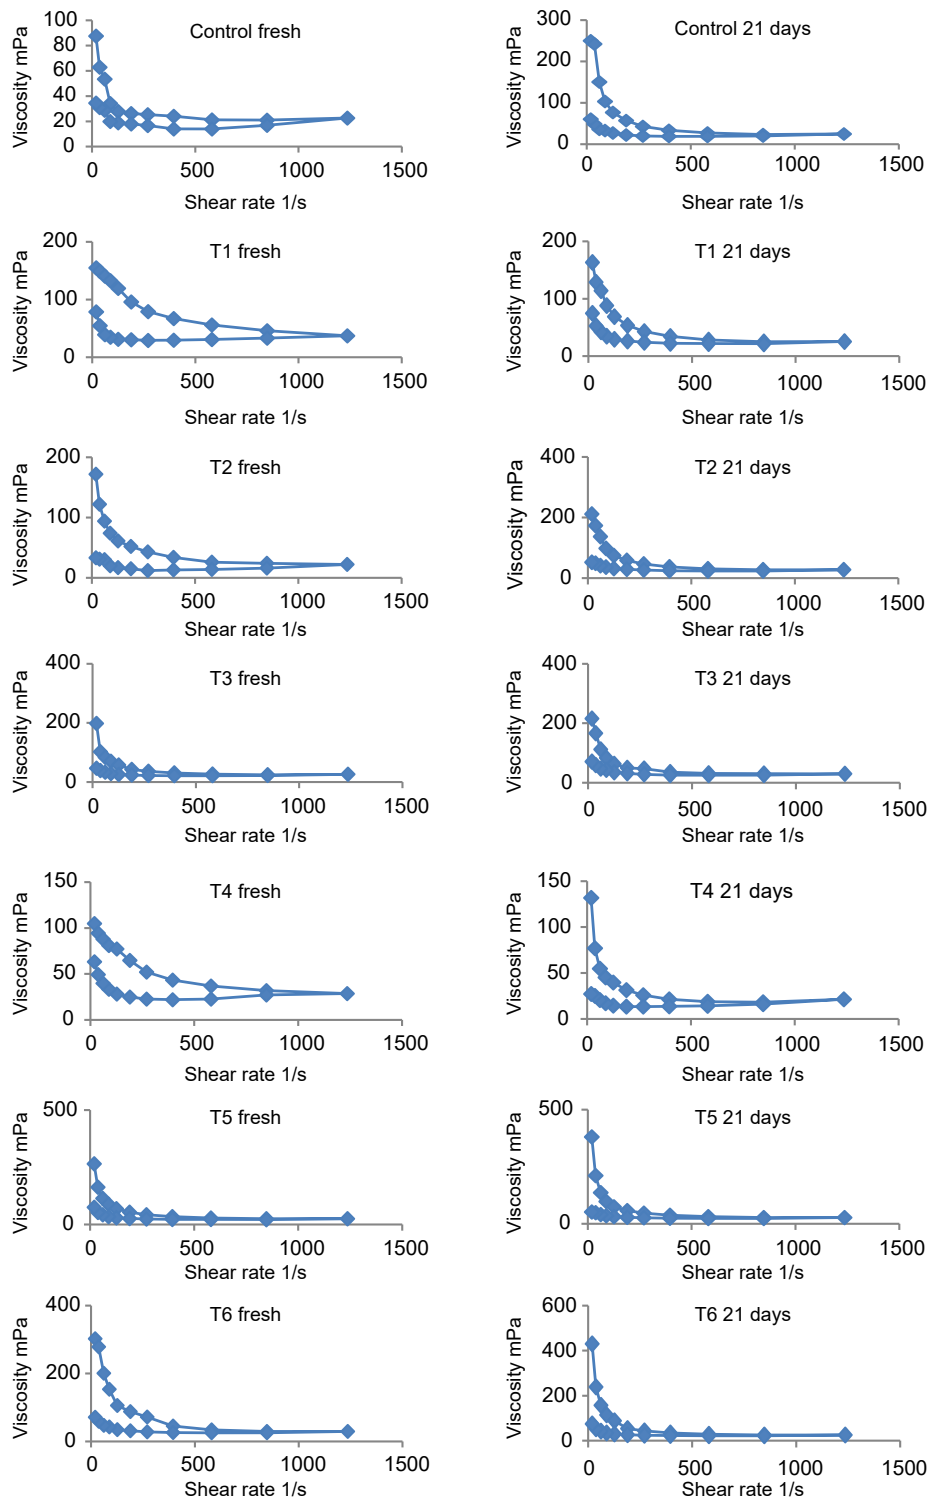 Control fresh
Viscosity mPa
100
80
60
40
20
0
0 500 1000 1500
Shear rate 1/s
Control 21 days
Viscosity mPa
300
200
100
0
0 500 1000 1500
Shear rate 1/s
T1 fresh
Viscosity mPa
200
100
0
0 500 1000 1500
Shear rate 1/s
T1 21 days
Viscosity mPa
200
100
0
0 500 1000 1500
Shear rate 1/s
T2 fresh
Viscosity mPa
200
100
0
0 500 1000 1500
Shear rate 1/s
T2 21 days
Viscosity mPa
400
200
0
0 500 1000 1500
Shear rate 1/s
T3 fresh
Viscosity mPa
400
200
0
0 500 1000 1500
Shear rate 1/s
T3 21 days
Viscosity mPa
400
200
0
0 500 1000 1500
Shear rate 1/s
T4 fresh
Viscosity mPa
150
100
50
0
0 500 1000 1500
Shear rate 1/s
T4 21 days
Viscosity mPa
150
100
50
0
0 500 1000 1500
Shear rate 1/s
T5 fresh
Viscosity mPa
500
0
0 500 1000 1500
Shear rate 1/s
T5 21 days
Viscosity mPa
500
0
0 500 1000 1500
Shear rate 1/s
T6 fresh
Viscosity mPa
400
200
0
0 500 1000 1500
Shear rate 1/s
T6 21 days
Viscosity mPa
600
400
200
0
0 500 1000 1500
Shear rate 1/s